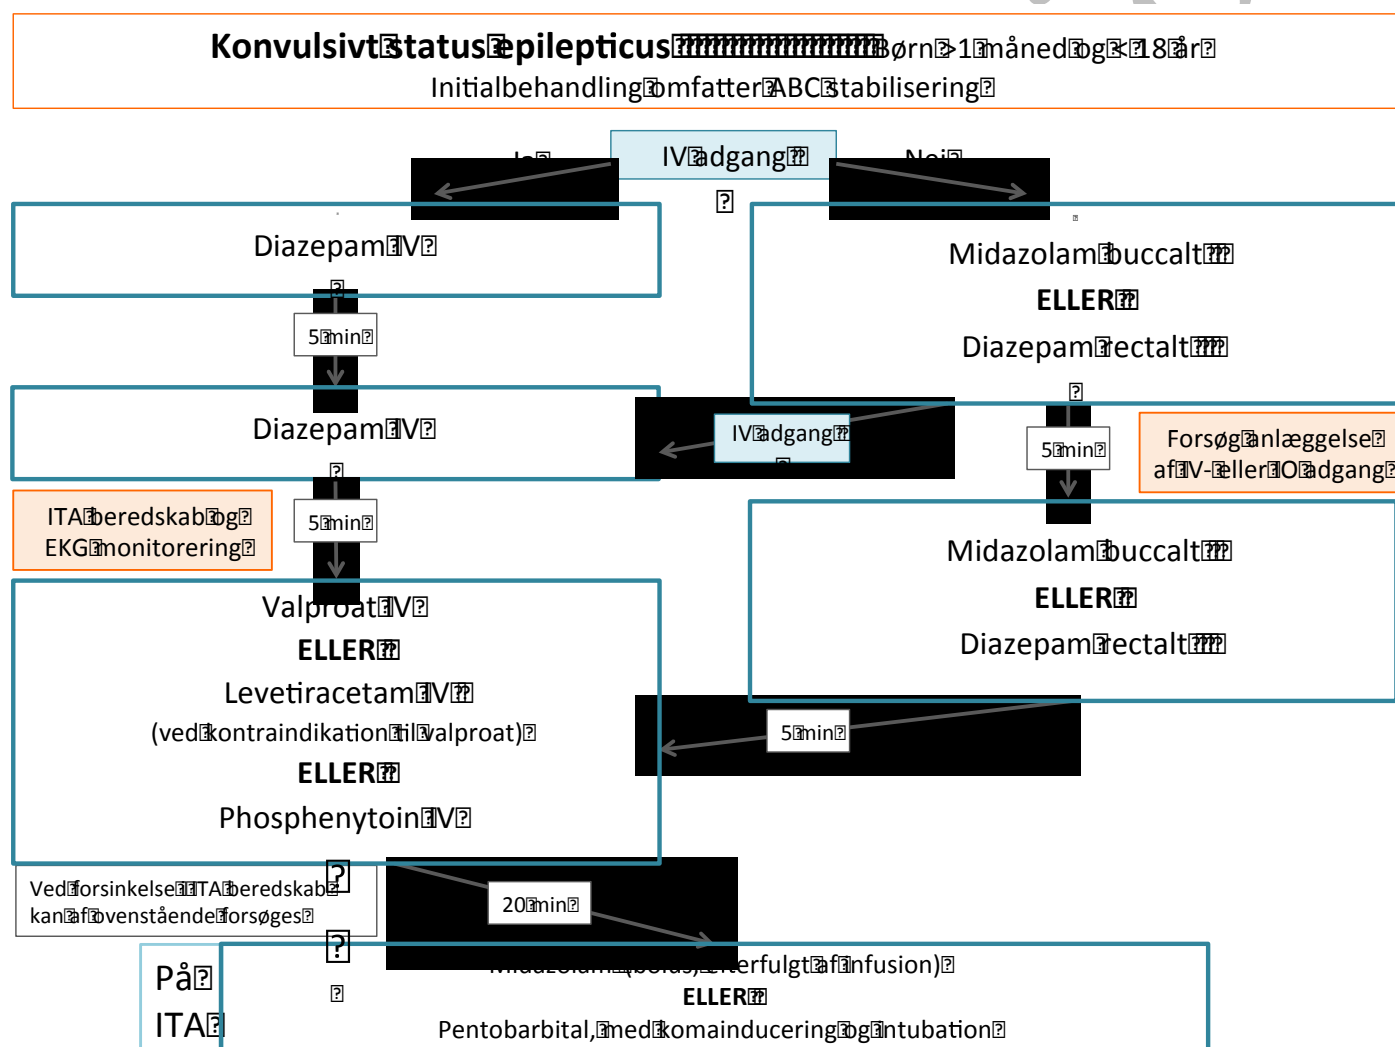 Konvulsivt status epilepticus Børn >1 måned og < 18 år
Initialbehandling omfatter ABC stabilisering
IV adgang
Diazepam IV
Midazolam buccalt
ELLER
Diazepam rectalt
5 min
Diazepam IV
IV adgang
5 min
Forsøg anlæggelse
af IV- eller IO adgang
ITA beredskab og
EKG monitorering
5 min
Midazolam buccalt
ELLER
Diazepam rectalt
Valproat IV
ELLER
Levetiracetam IV
(ved kontraindikation til valproat)
ELLER
Phosphenytoin IV
5 min
Ved forsinkelse ITA beredskab
kan af ovenstående forsøges
20 min
På
ITA
efterfulgt af infusion)
ELLER
Pentobarbital, med komainducering og intubation